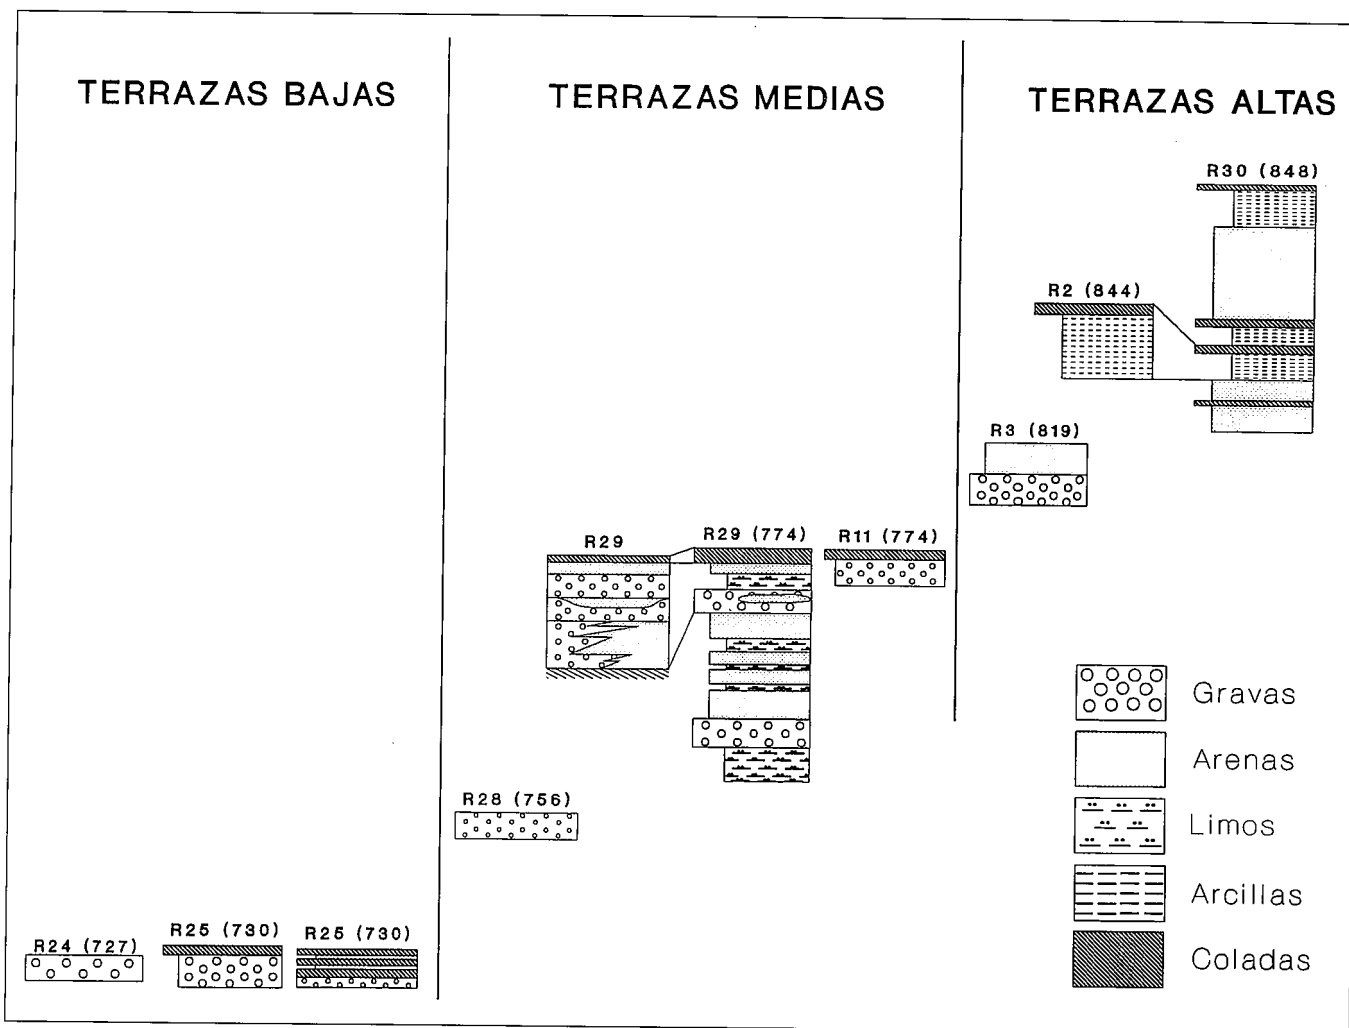 TERRAZAS BAJAS
R24 (727)
R25 (730)
R25 (730)
TERRAZAS MEDIAS
R29
R29 (774)
R11 (774)
R28 (756)
TERRAZAS ALTAS
R30 (848)
R2 (844)
R3 (819)
Gravas
Arenas
Limos
Arcillas
Coladas